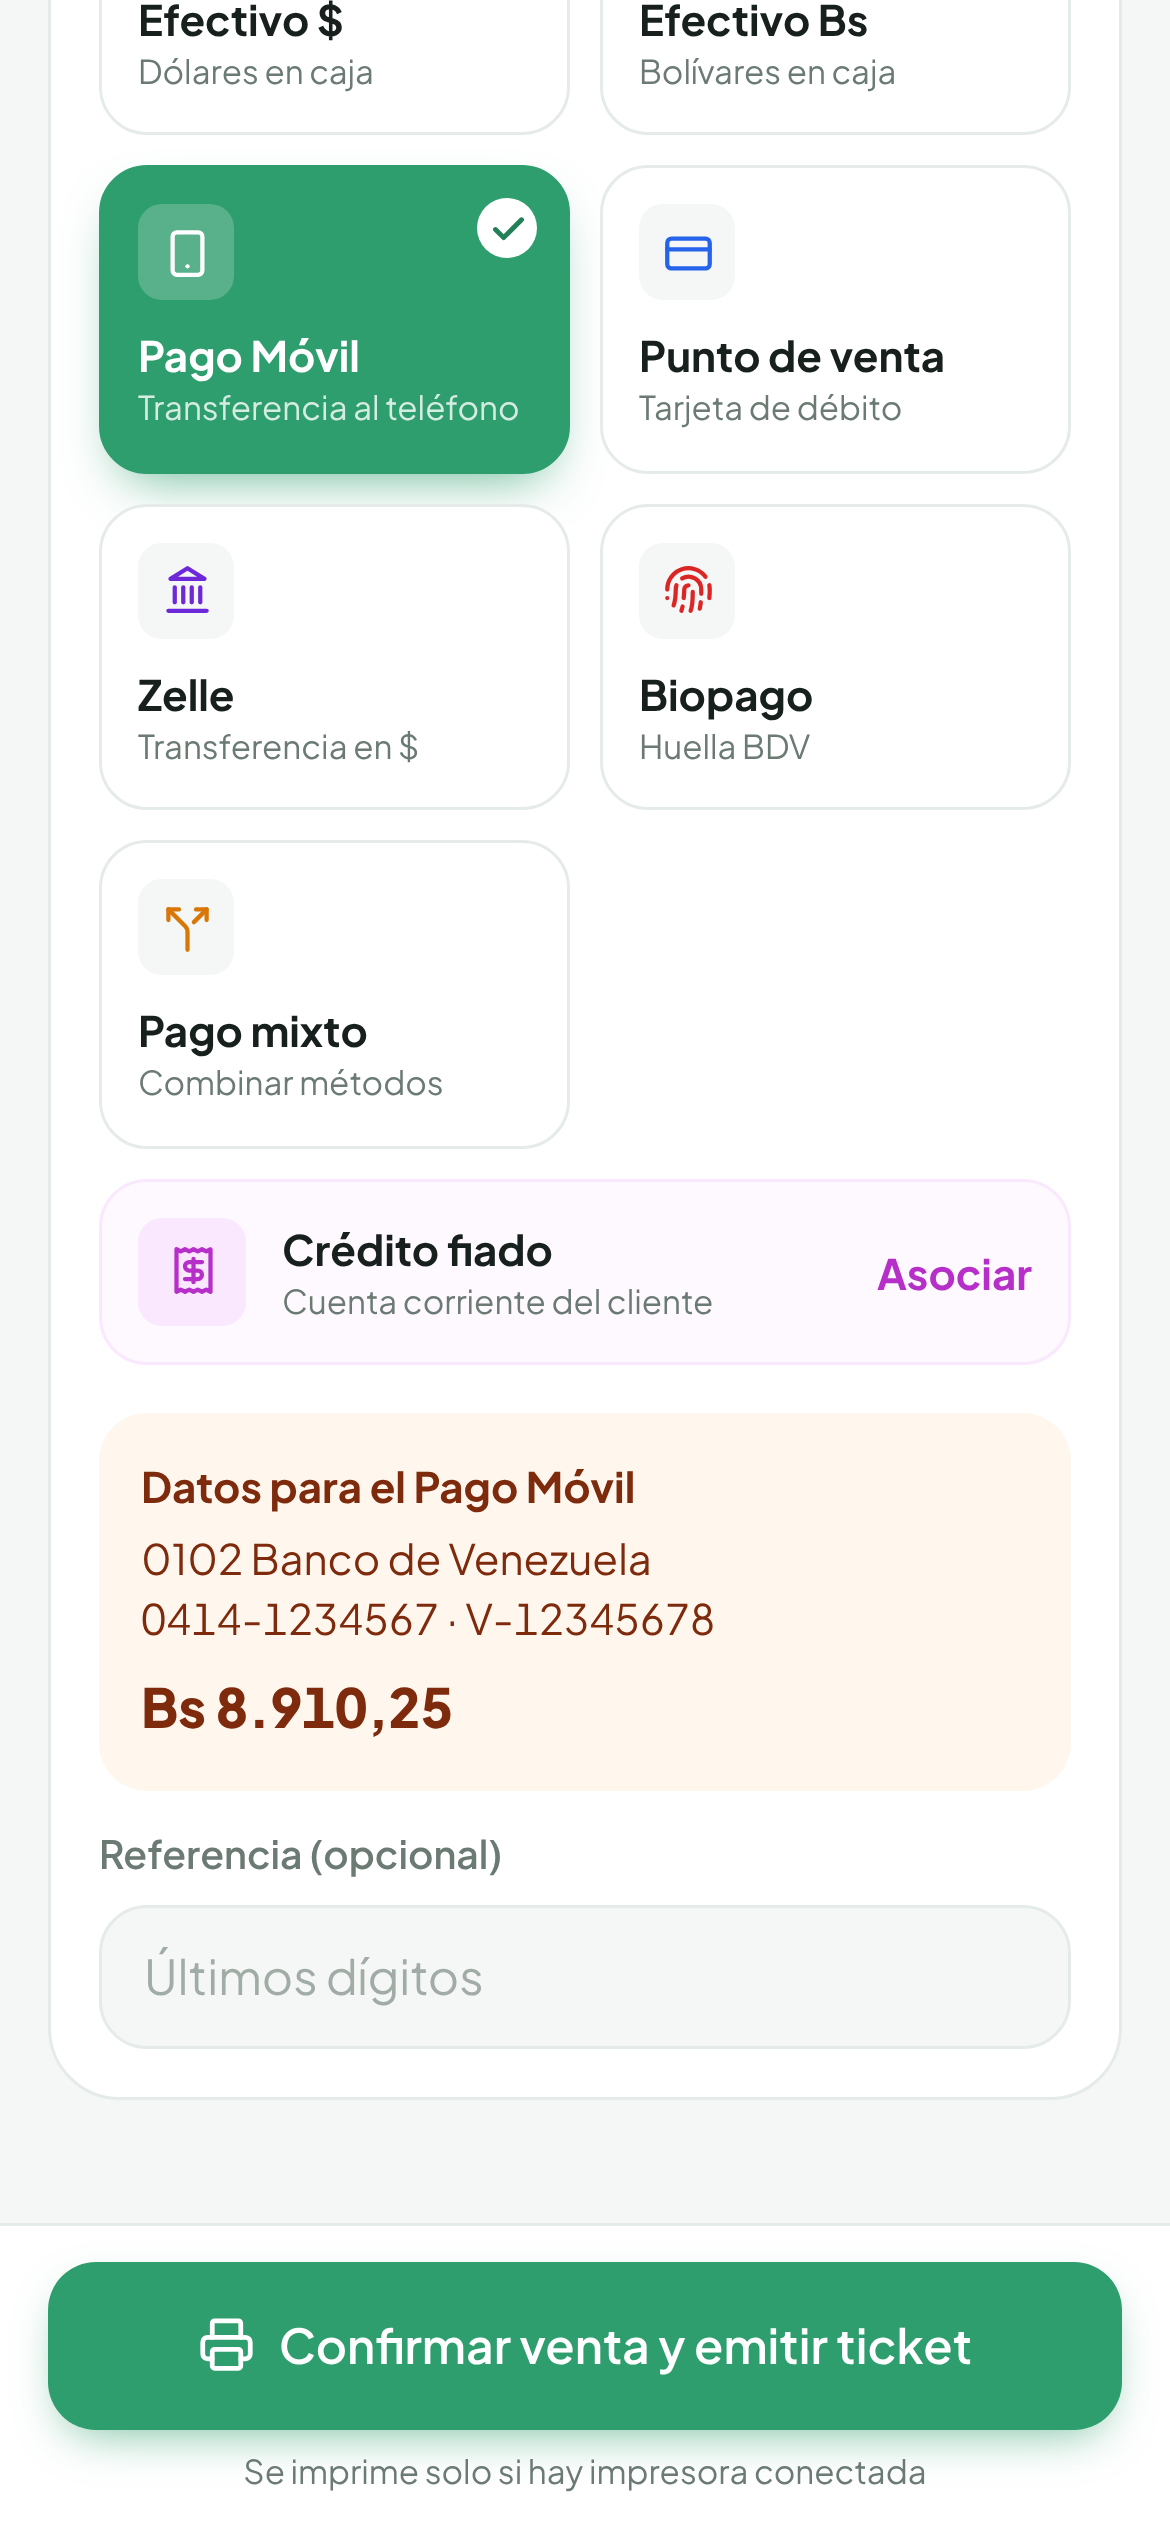 Efectivo $
Dólares en caja
Efectivo Bs
Bolívares en caja
Pago Móvil
Transferencia al teléfono
Punto de venta
Tarjeta de débito
Zelle
Transferencia en $
Biopago
Huella BDV
Pago mixto
Combinar métodos
Crédito fiado
Cuenta corriente del cliente
Asociar
Datos para el Pago Móvil
0102 Banco de Venezuela
0414-1234567 · V-12345678
Bs 8.910,25
Referencia (opcional)
Últimos dígitos
Confirmar venta y emitir ticket
Se imprime solo si hay impresora conectada